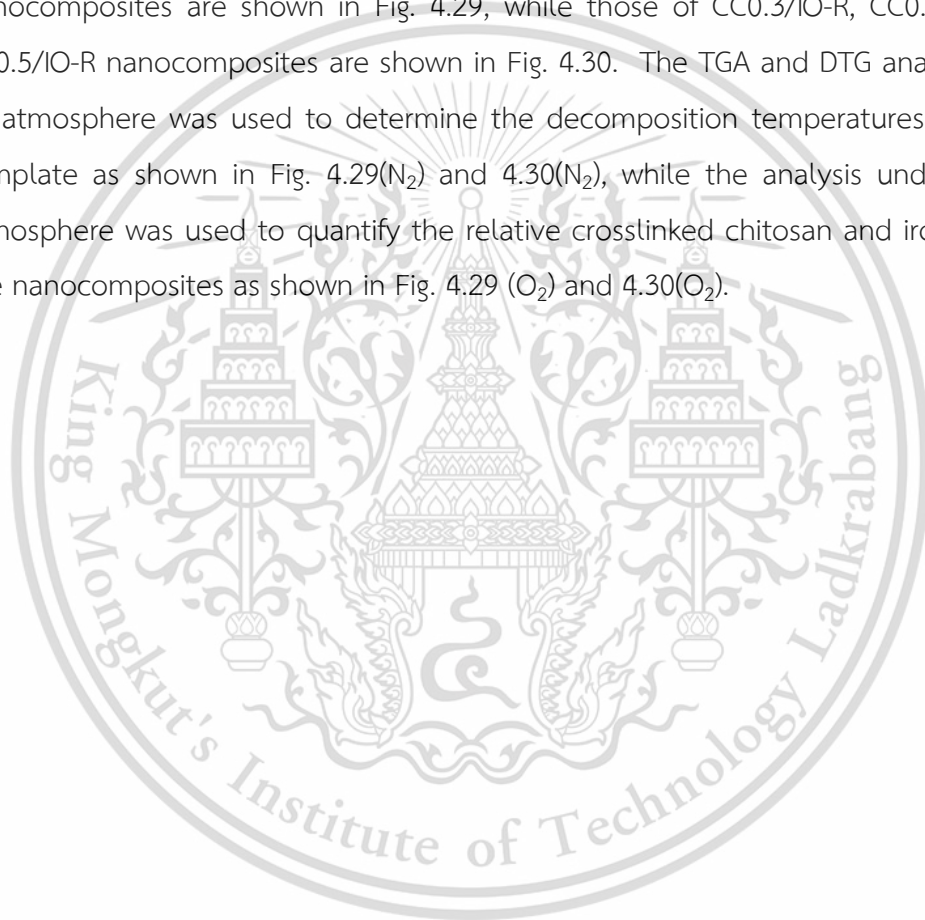 nocomposites are shown in Fig. 4.29, while those of CC0.3/IO-R, CC0.
0.5/IO-R nanocomposites are shown in Fig. 4.30. The TGA and DTG ana
atmosphere was used to determine the decomposition temperatures
mplate as shown in Fig. 4.29(N₂) and 4.30(N₂), while the analysis und
nosphere was used to quantify the relative crosslinked chitosan and iro
e nanocomposites as shown in Fig. 4.29 (O₂) and 4.30(O₂).
King Mongkut's Institute of Technology Ladkrabang